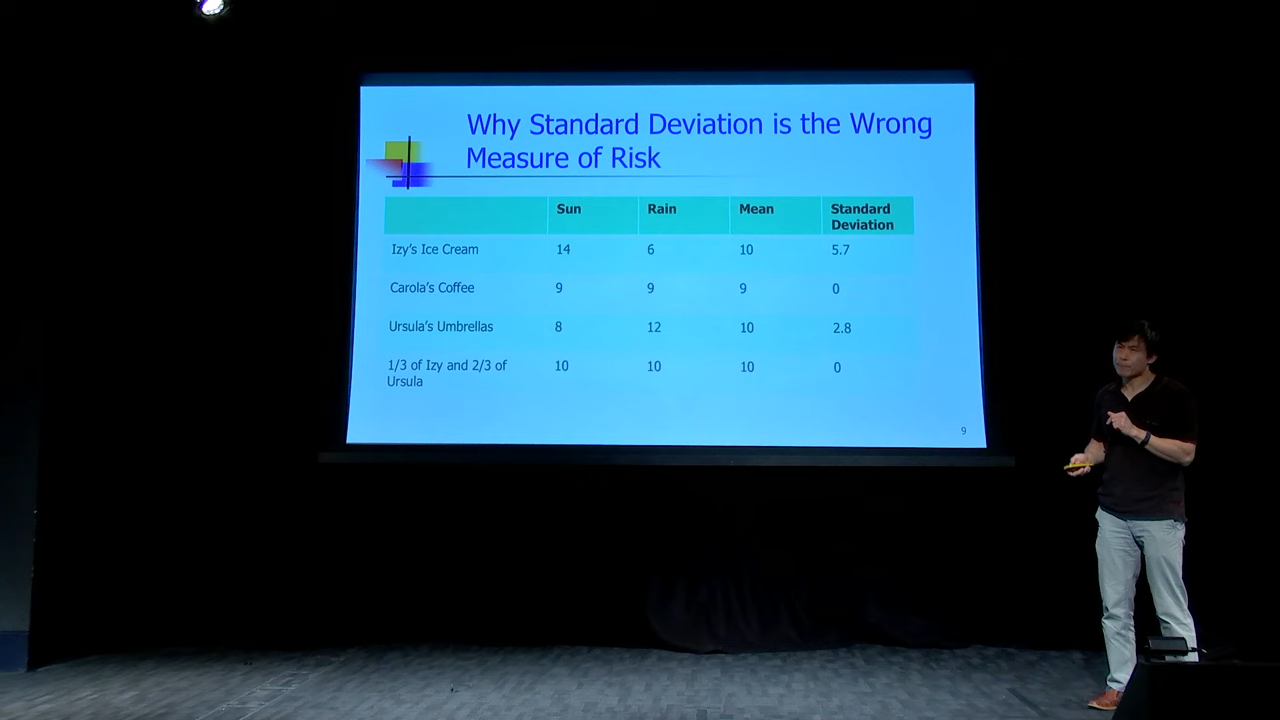 Why Standard Deviation is the Wrong
Measure of Risk
Sun Rain Mean Standard
Deviation
Izy's Ice Cream 14 6 10 5.7
Carola's Coffee 9 9 9 0
Ursula's Umbrellas 8 12 10 2.8
1/3 of Izy and 2/3 of 10 10 10 0
Ursula
9